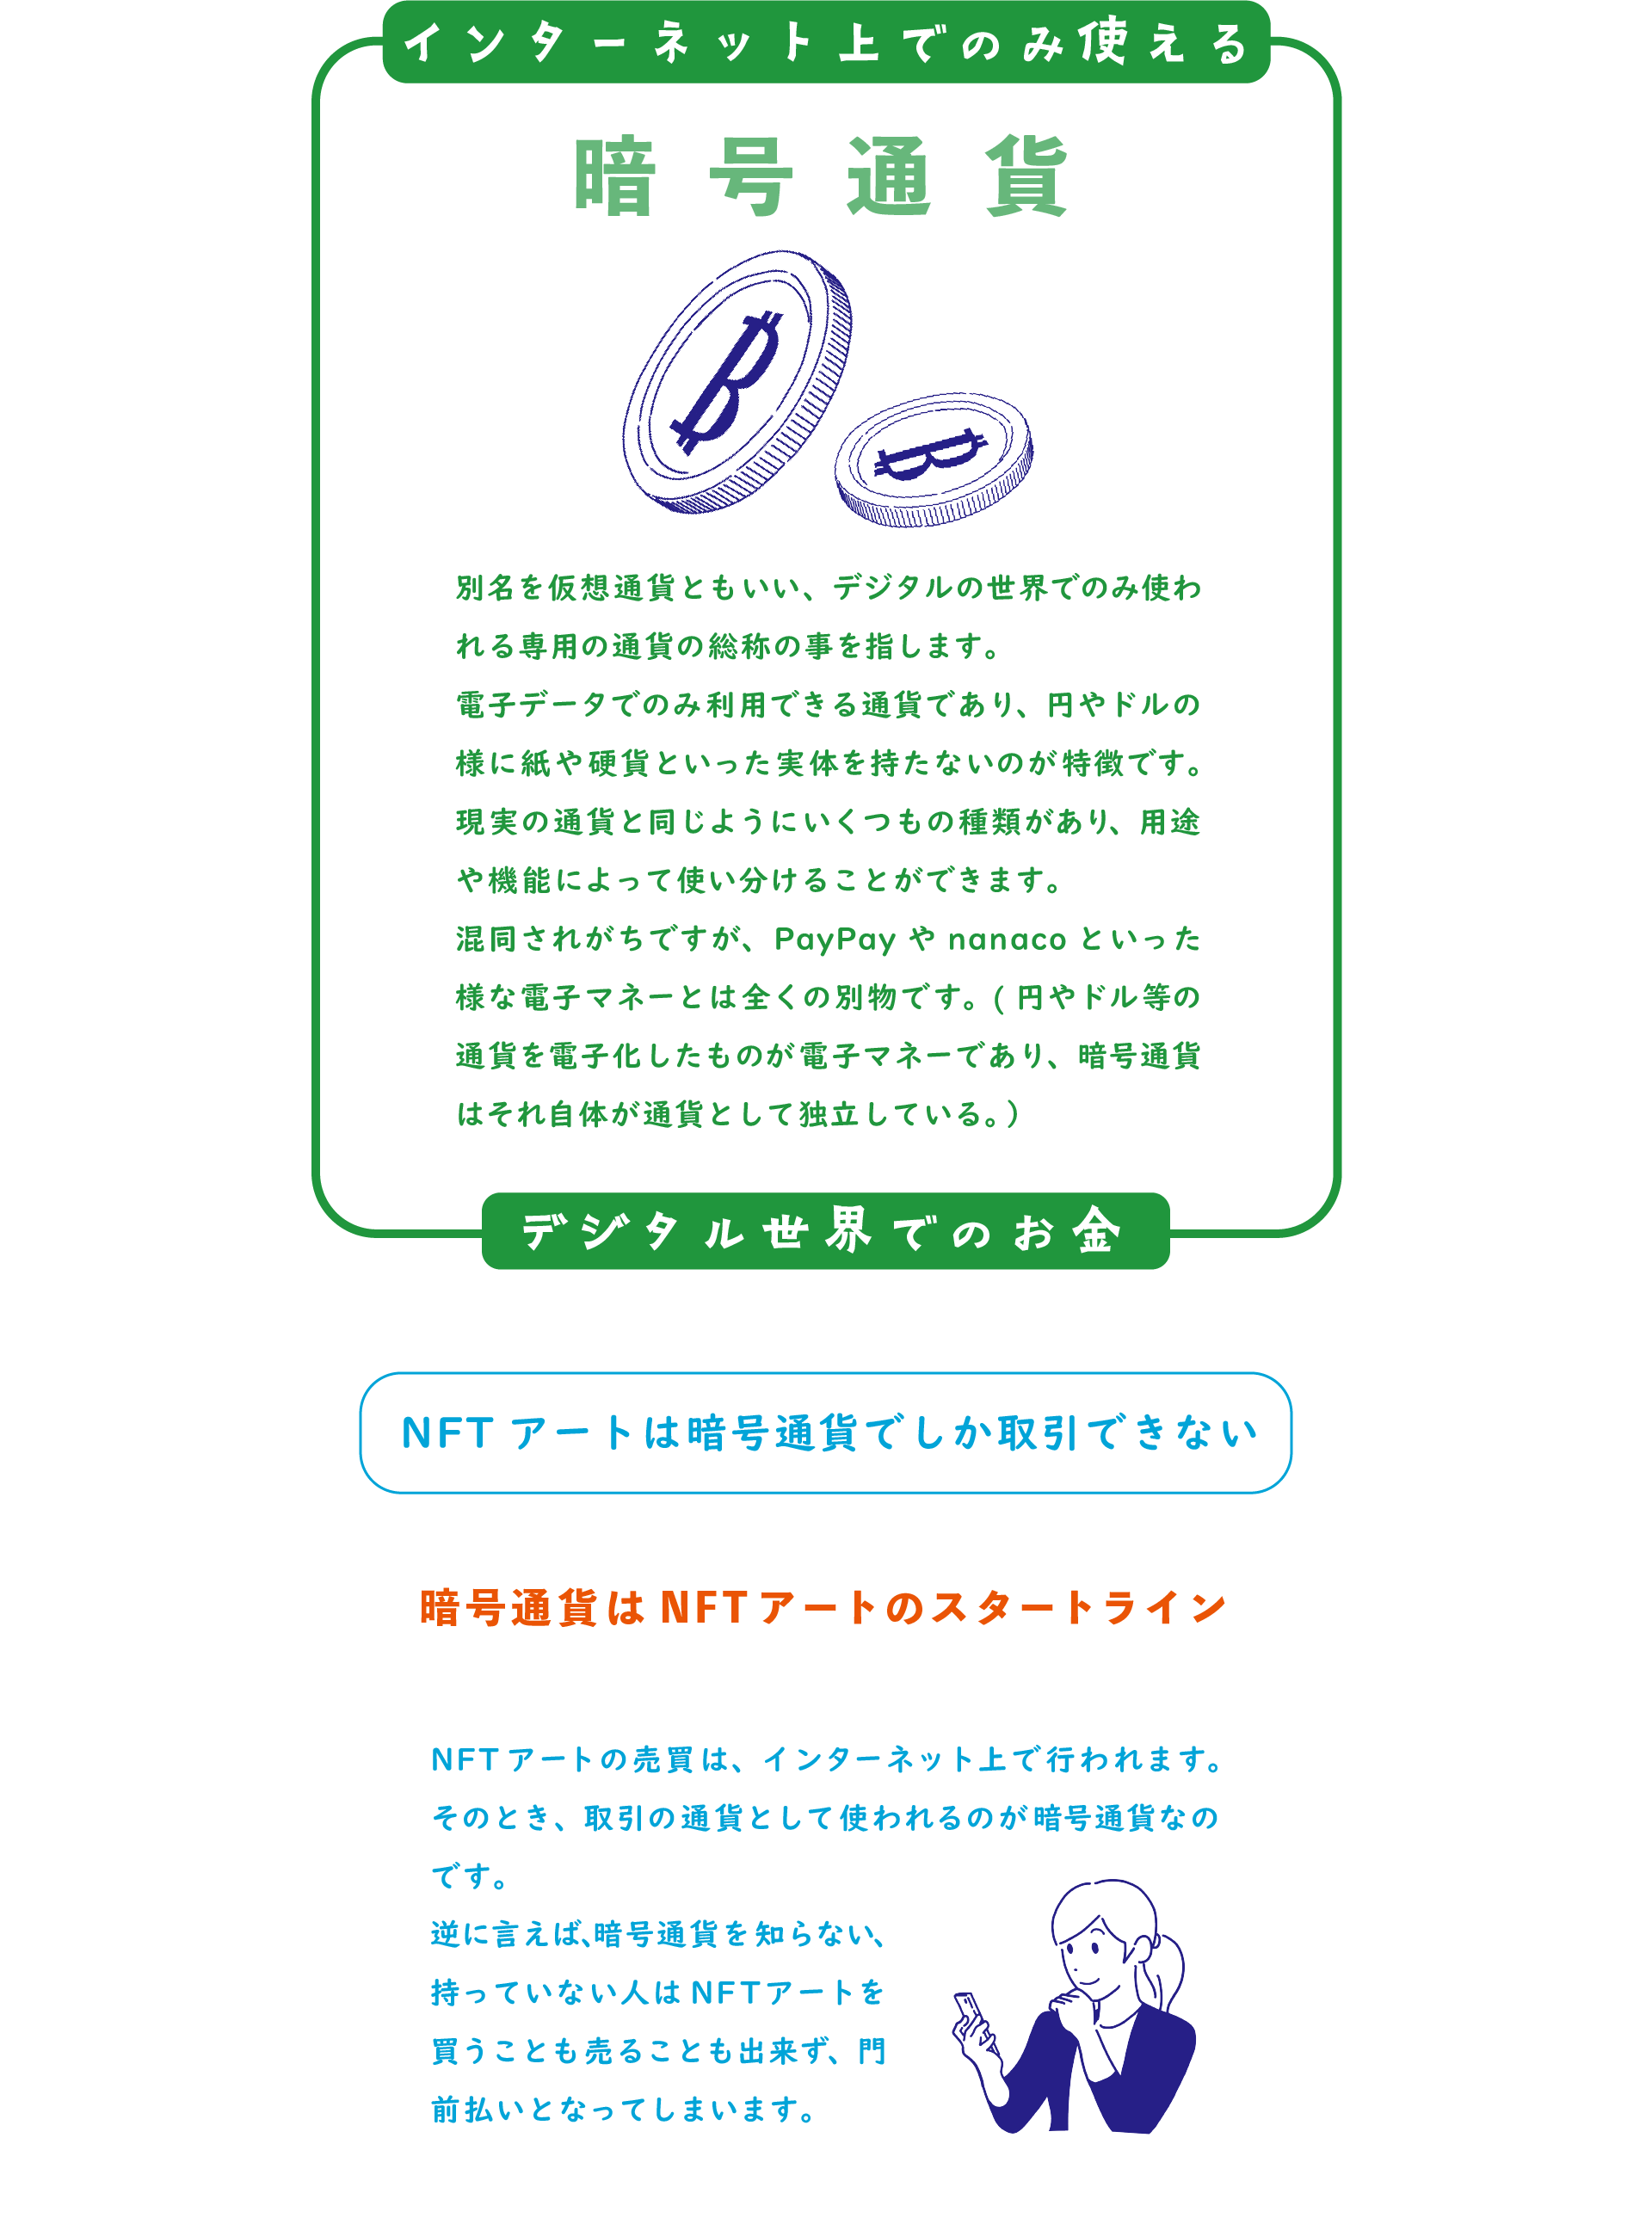 インターネット上でのみ使える
暗号通貨
別名を仮想通貨ともいい、デジタルの世界でのみ使わ
れる専用の通貨の総称の事を指します。
電子データでのみ利用できる通貨であり、円やドルの
様に紙や硬貨といった実体を持たないのが特徴です。
現実の通貨と同じようにいくつもの種類があり、用途
や機能によって使い分けることができます。
混同されがちですが、PayPay や nanaco といった
様な電子マネーとは全くの別物です。( 円やドル等の
通貨を電子化したものが電子マネーであり、暗号通貨
はそれ自体が通貨として独立している。)
デジタル世界でのお金
NFT アートは暗号通貨でしか取引できない
暗号通貨は NFT アートのスタートライン
NFT アートの売買は、インターネット上で行われます。
そのとき、取引の通貨として使われるのが暗号通貨なの
です。
逆に言えば、暗号通貨を知らない、
持っていない人は NFT アートを
買うことも売ることも出来ず、門
前払いとなってしまいます。